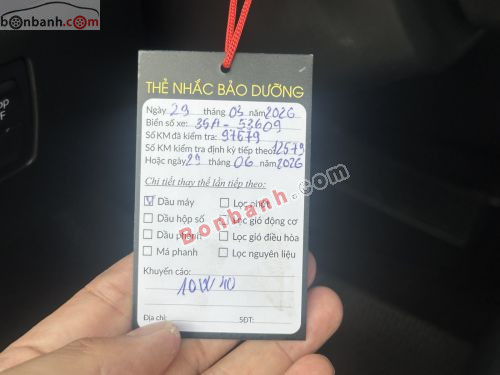 bonbanh.com
THẺ NHẮC BẢO DƯỠNG
Ngày 29 tháng 03 năm 2026
Biển số xe: 35A - 53609
Số KM đã kiểm tra: 97679
Số KM kiểm tra định kỳ tiếp theo: 12579
Hoặc ngày 29 tháng 06 năm 2026
Chi tiết thay thế lần tiếp theo:
Dầu máy
Lọc nhớt
Dầu hộp số
Lọc gió động cơ
Dầu phanh
Lọc gió điều hòa
Má phanh
Lọc nguyên liệu
Bonbanh.com
Khuyến cáo:
10W40
Địa chỉ:
SĐT: